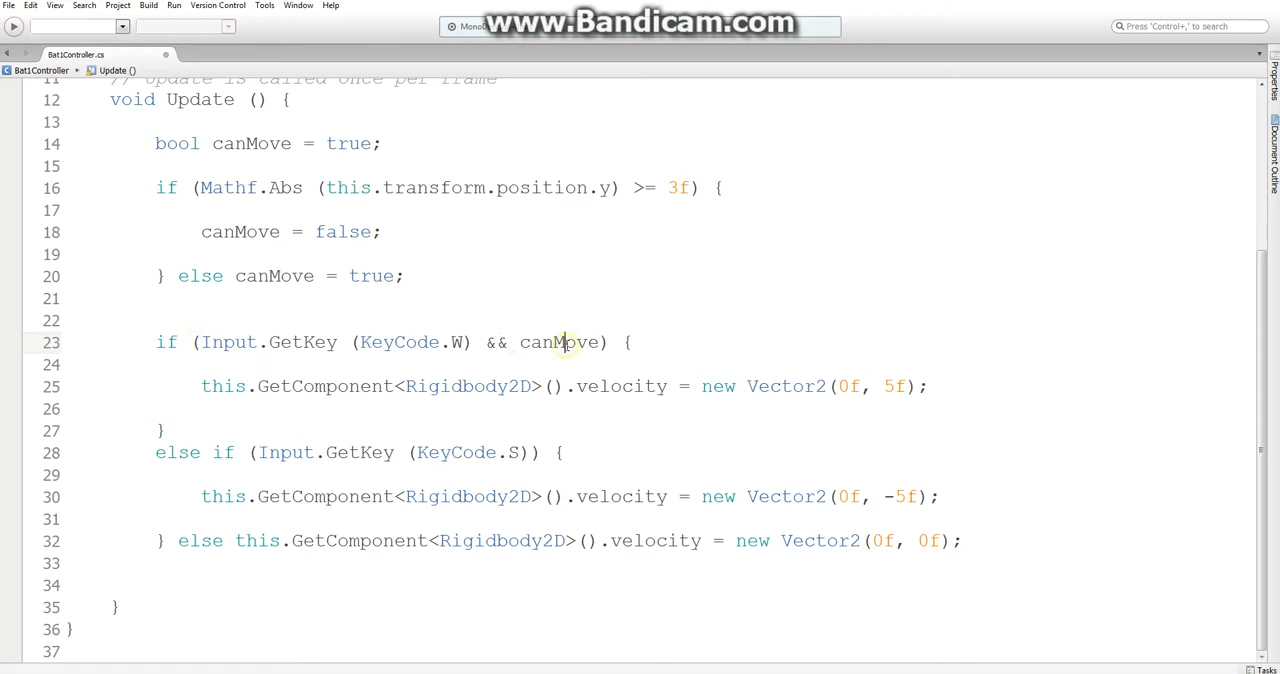 File Edit View Search Project Build Run Version Control Tools Window Help
www.Bandicam.com
Press 'Control+,' to search
Bat1Controller.cs
Bat1Controller ▸ Update ()
Properties
Document Outline
11 // Update is called once per frame
12 void Update () {
13
14 bool canMove = true;
15
16 if (Mathf.Abs (this.transform.position.y) >= 3f) {
17
18 canMove = false;
19
20 } else canMove = true;
21
22
23 if (Input.GetKey (KeyCode.W) && canMove) {
24
25 this.GetComponent<Rigidbody2D>().velocity = new Vector2(0f, 5f);
26
27 }
28 else if (Input.GetKey (KeyCode.S)) {
29
30 this.GetComponent<Rigidbody2D>().velocity = new Vector2(0f, -5f);
31
32 } else this.GetComponent<Rigidbody2D>().velocity = new Vector2(0f, 0f);
33
34
35 }
36 }
37
Tasks